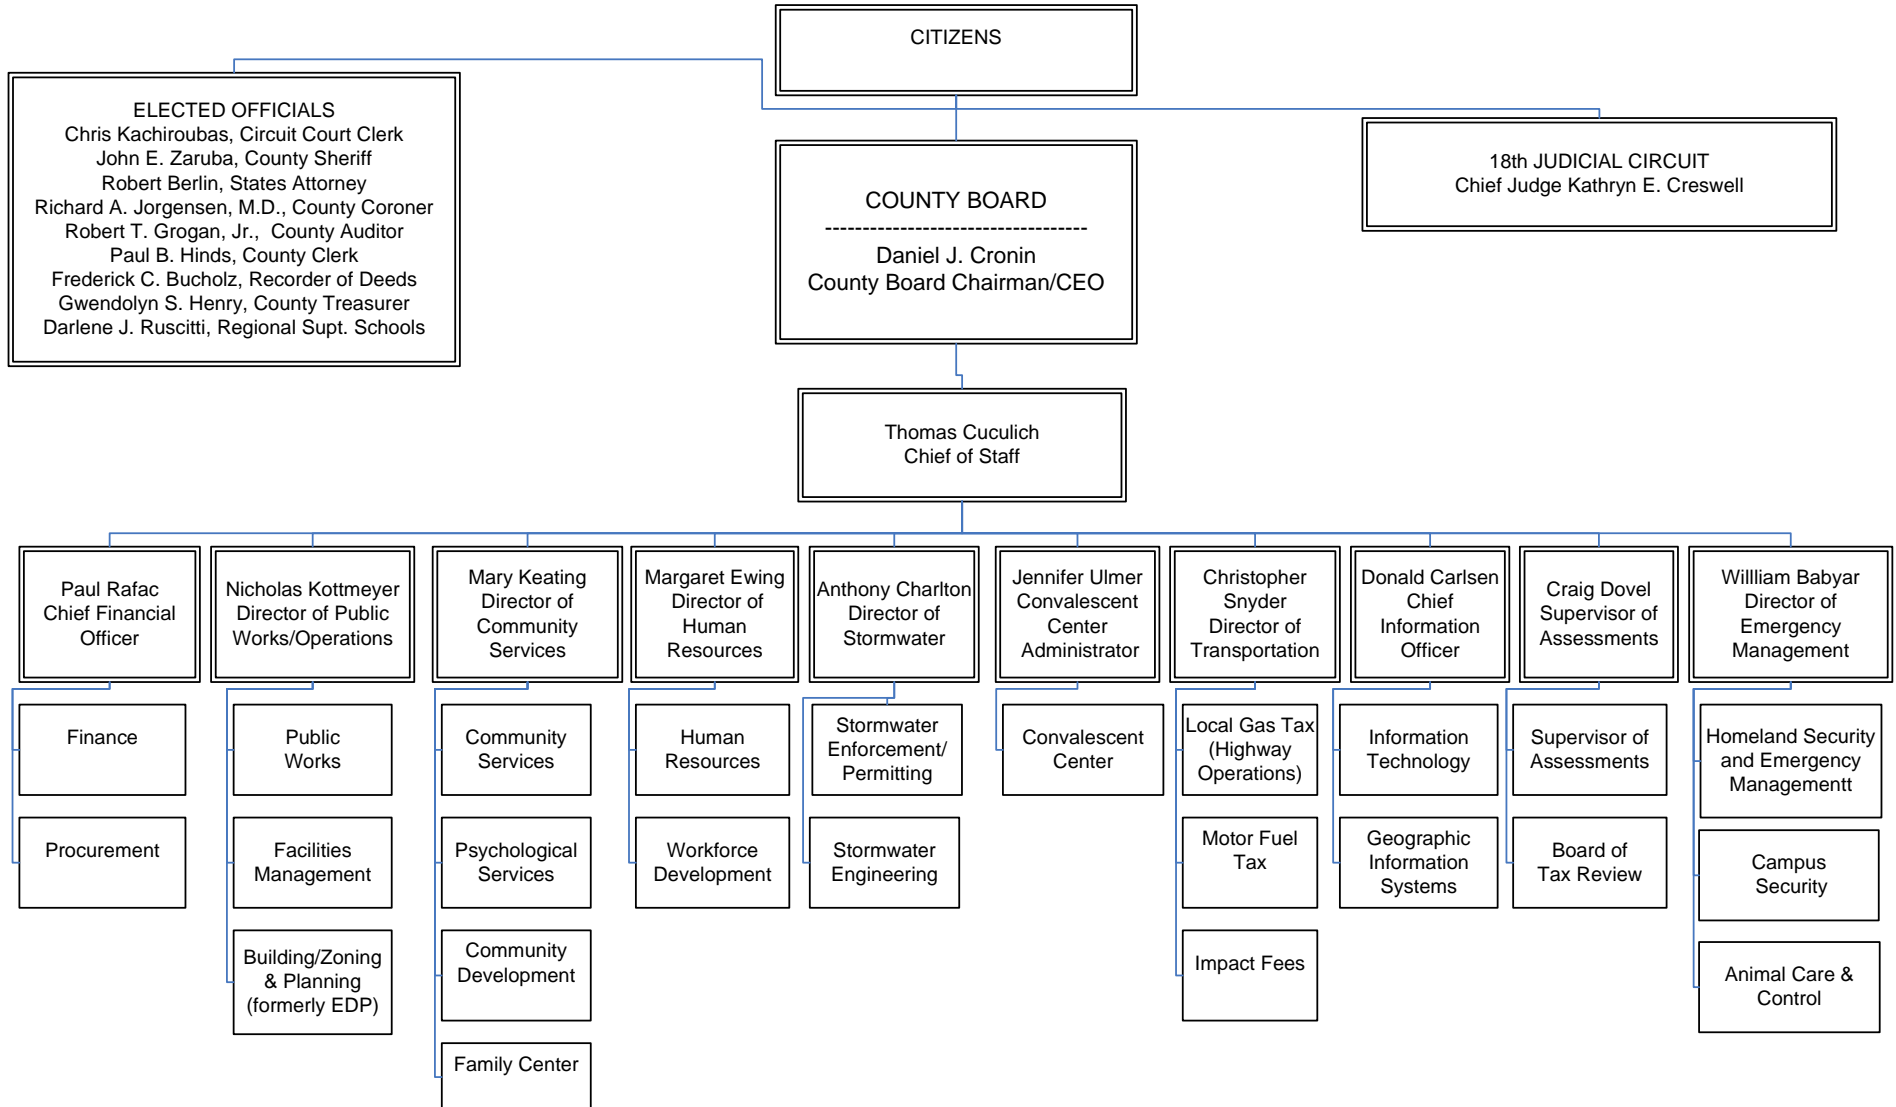 CITIZENS
ELECTED OFFICIALS
Chris Kachiroubas, Circuit Court Clerk
John E. Zaruba, County Sheriff
Robert Berlin, States Attorney
Richard A. Jorgensen, M.D., County Coroner
Robert T. Grogan, Jr.,  County Auditor
Paul B. Hinds, County Clerk
Frederick C. Bucholz, Recorder of Deeds
Gwendolyn S. Henry, County Treasurer
Darlene J. Ruscitti, Regional Supt. Schools
COUNTY BOARD
-----------------------------------
Daniel J. Cronin
County Board Chairman/CEO
18th JUDICIAL CIRCUIT
Chief Judge Kathryn E. Creswell
Thomas Cuculich
Chief of Staff
Paul Rafac
Chief Financial
Officer
Nicholas Kottmeyer
Director of Public
Works/Operations
Mary Keating
Director of
Community
Services
Margaret Ewing
Director of
Human
Resources
Anthony Charlton
Director of
Stormwater
Jennifer Ulmer
Convalescent
Center
Administrator
Christopher
Snyder
Director of
Transportation
Donald Carlsen
Chief
Information
Officer
Craig Dovel
Supervisor of
Assessments
Willliam Babyar
Director of
Emergency
Management
Finance
Procurement
Public
Works
Facilities
Management
Building/Zoning
& Planning
(formerly EDP)
Community
Services
Psychological
Services
Community
Development
Family Center
Human
Resources
Workforce
Development
Stormwater
Enforcement/
Permitting
Stormwater
Engineering
Convalescent
Center
Local Gas Tax
(Highway
Operations)
Motor Fuel
Tax
Impact Fees
Information
Technology
Geographic
Information
Systems
Supervisor of
Assessments
Board of
Tax Review
Homeland Security
and Emergency
Managementt
Campus
Security
Animal Care &
Control